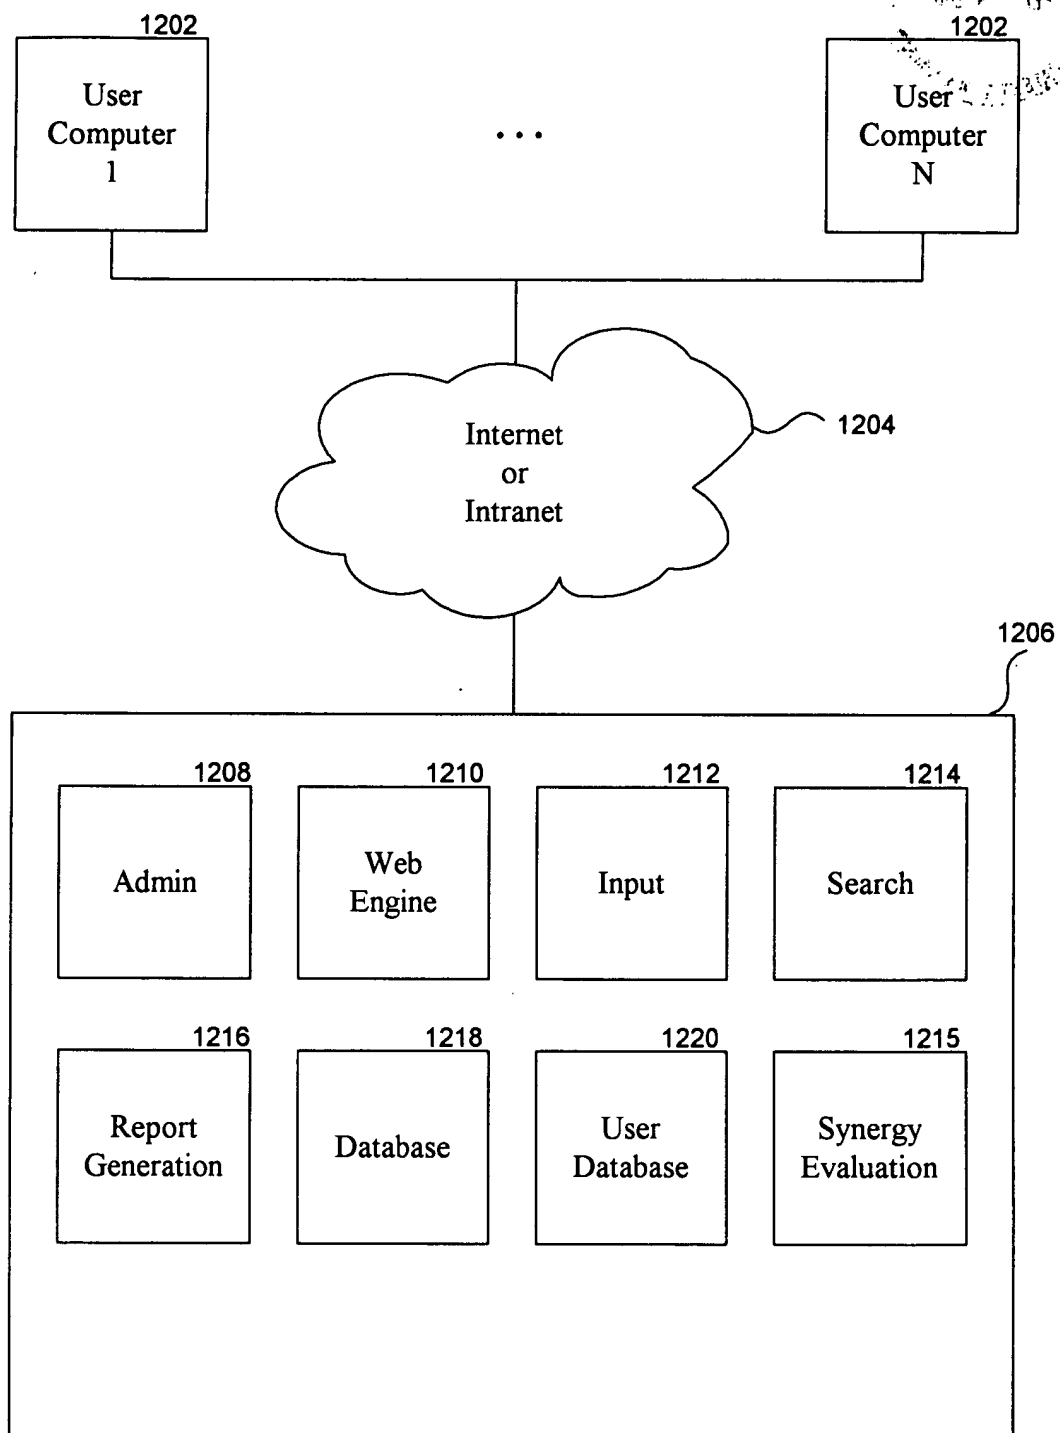 1202
1202
User
Computer
1
...
User
Computer
N
Internet
or
Intranet
1204
1206
1208
1210
1212
1214
Admin
Web
Engine
Input
Search
1216
1218
1220
1215
Report
Generation
Database
User
Database
Synergy
Evaluation